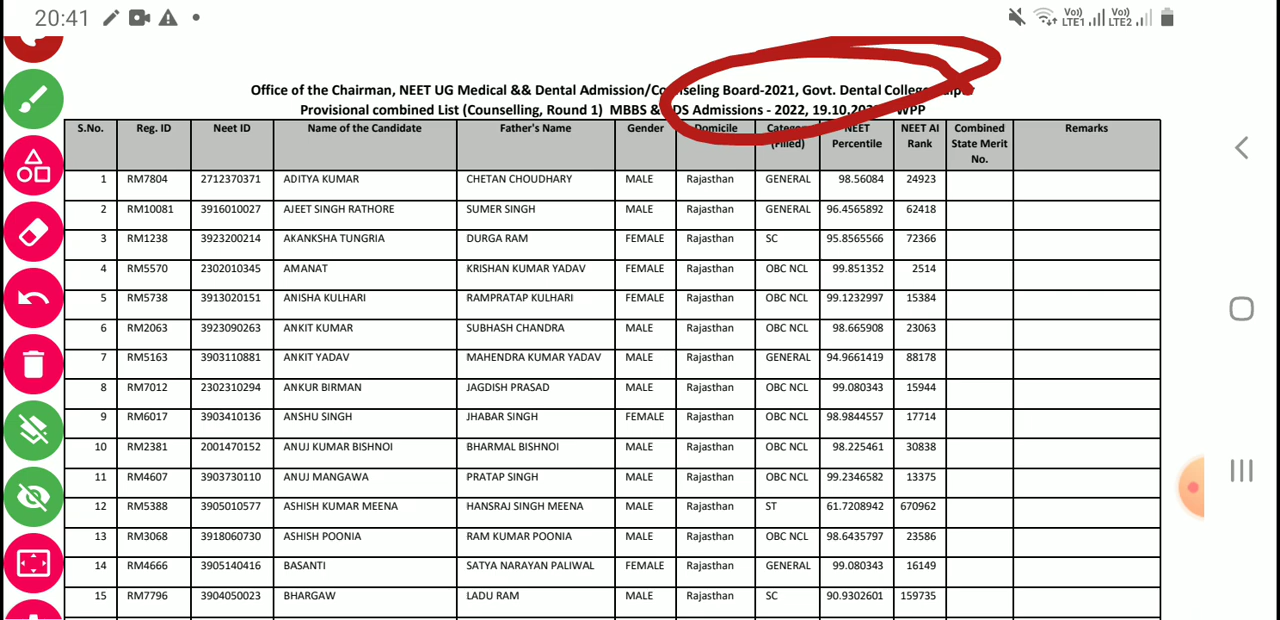 20:41
Vo)) LTE1 Vo)) LTE2
Office of the Chairman, NEET UG Medical && Dental Admission/Counseling Board-2021, Govt. Dental College,
Provisional combined List (Counselling, Round 1) MBBS & BDS Admissions - 2022, 19.10. WPP
S.No. Reg. ID Neet ID Name of the Candidate Father's Name Gender Domicile Category (Filled) NEET Percentile NEET AI Rank Combined State Merit No. Remarks
1 RM7804 2712370371 ADITYA KUMAR CHETAN CHOUDHARY MALE Rajasthan GENERAL 98.56084 24923
2 RM10081 3916010027 AJEET SINGH RATHORE SUMER SINGH MALE Rajasthan GENERAL 96.4565892 62418
3 RM1238 3923200214 AKANKSHA TUNGRIA DURGA RAM FEMALE Rajasthan SC 95.8565566 72366
4 RM5570 2302010345 AMANAT KRISHAN KUMAR YADAV FEMALE Rajasthan OBC NCL 99.851352 2514
5 RM5738 3913020151 ANISHA KULHARI RAMPRATAP KULHARI FEMALE Rajasthan OBC NCL 99.1232997 15384
6 RM2063 3923090263 ANKIT KUMAR SUBHASH CHANDRA MALE Rajasthan OBC NCL 98.665908 23063
7 RM5163 3903110881 ANKIT YADAV MAHENDRA KUMAR YADAV MALE Rajasthan GENERAL 94.9661419 88178
8 RM7012 2302310294 ANKUR BIRMAN JAGDISH PRASAD MALE Rajasthan OBC NCL 99.080343 15944
9 RM6017 3903410136 ANSHU SINGH JHABAR SINGH FEMALE Rajasthan OBC NCL 98.9844557 17714
10 RM2381 2001470152 ANUJ KUMAR BISHNOI BHARMAL BISHNOI MALE Rajasthan OBC NCL 98.225461 30838
11 RM4607 3903730110 ANUJ MANGAWA PRATAP SINGH MALE Rajasthan OBC NCL 99.2346582 13375
12 RM5388 3905010577 ASHISH KUMAR MEENA HANSRAJ SINGH MEENA MALE Rajasthan ST 61.7208942 670962
13 RM3068 3918060730 ASHISH POONIA RAM KUMAR POONIA MALE Rajasthan OBC NCL 98.6435797 23586
14 RM4666 3905140416 BASANTI SATYA NARAYAN PALIWAL FEMALE Rajasthan GENERAL 99.080343 16149
15 RM7796 3904050023 BHARGAW LADU RAM MALE Rajasthan SC 90.9302601 159735